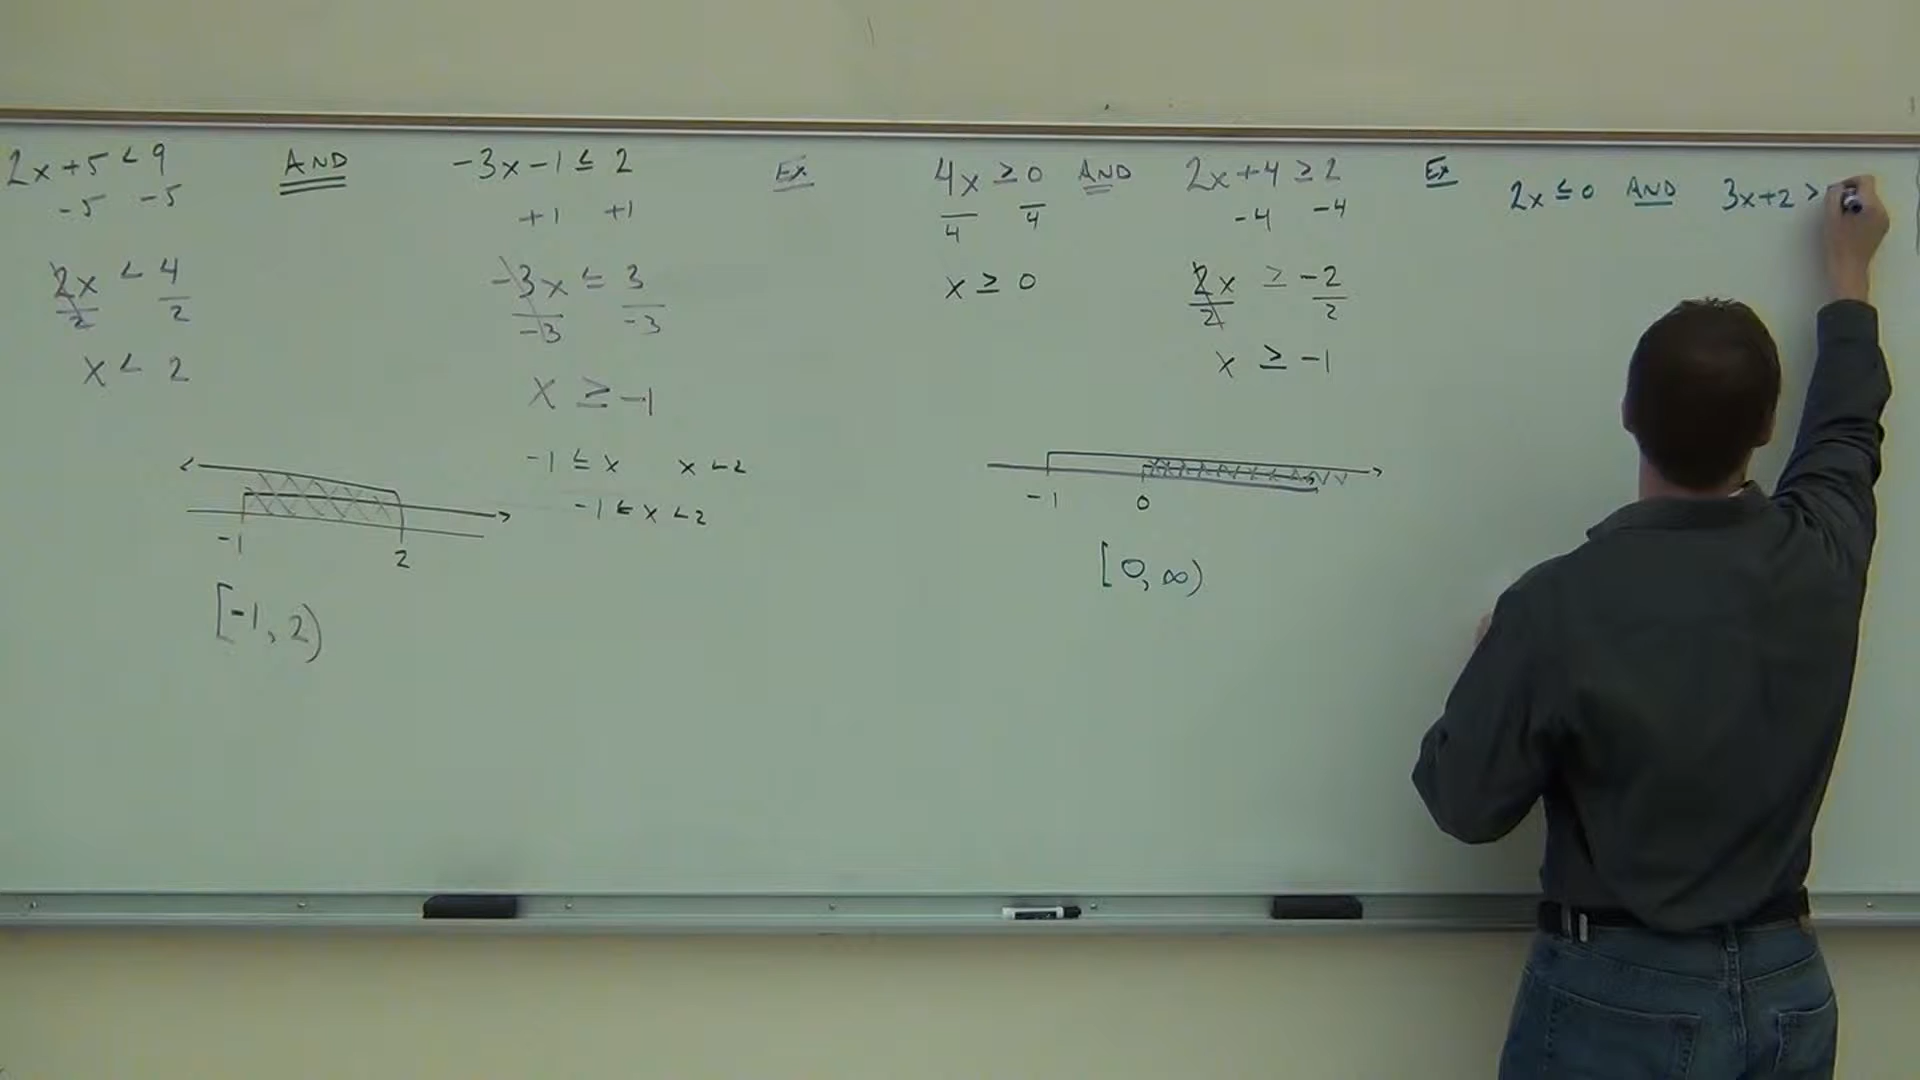 2x+5 < 9 AND -3x-1 ≤ 2
-5 -5 +1 +1
2x < 4 -3x ≤ 3
2 2 -3 -3
x < 2 x ≥ -1
-1 ≤ x x < 2
-1 ≤ x < 2
-1 2
[-1, 2)
Ex 4x ≥ 0 AND 2x+4 ≥ 2
4 4 -4 -4
x ≥ 0 2x ≥ -2
2 2
x ≥ -1
-1 0
[0, ∞)
Ex 2x ≤ 0 AND 3x+2 >